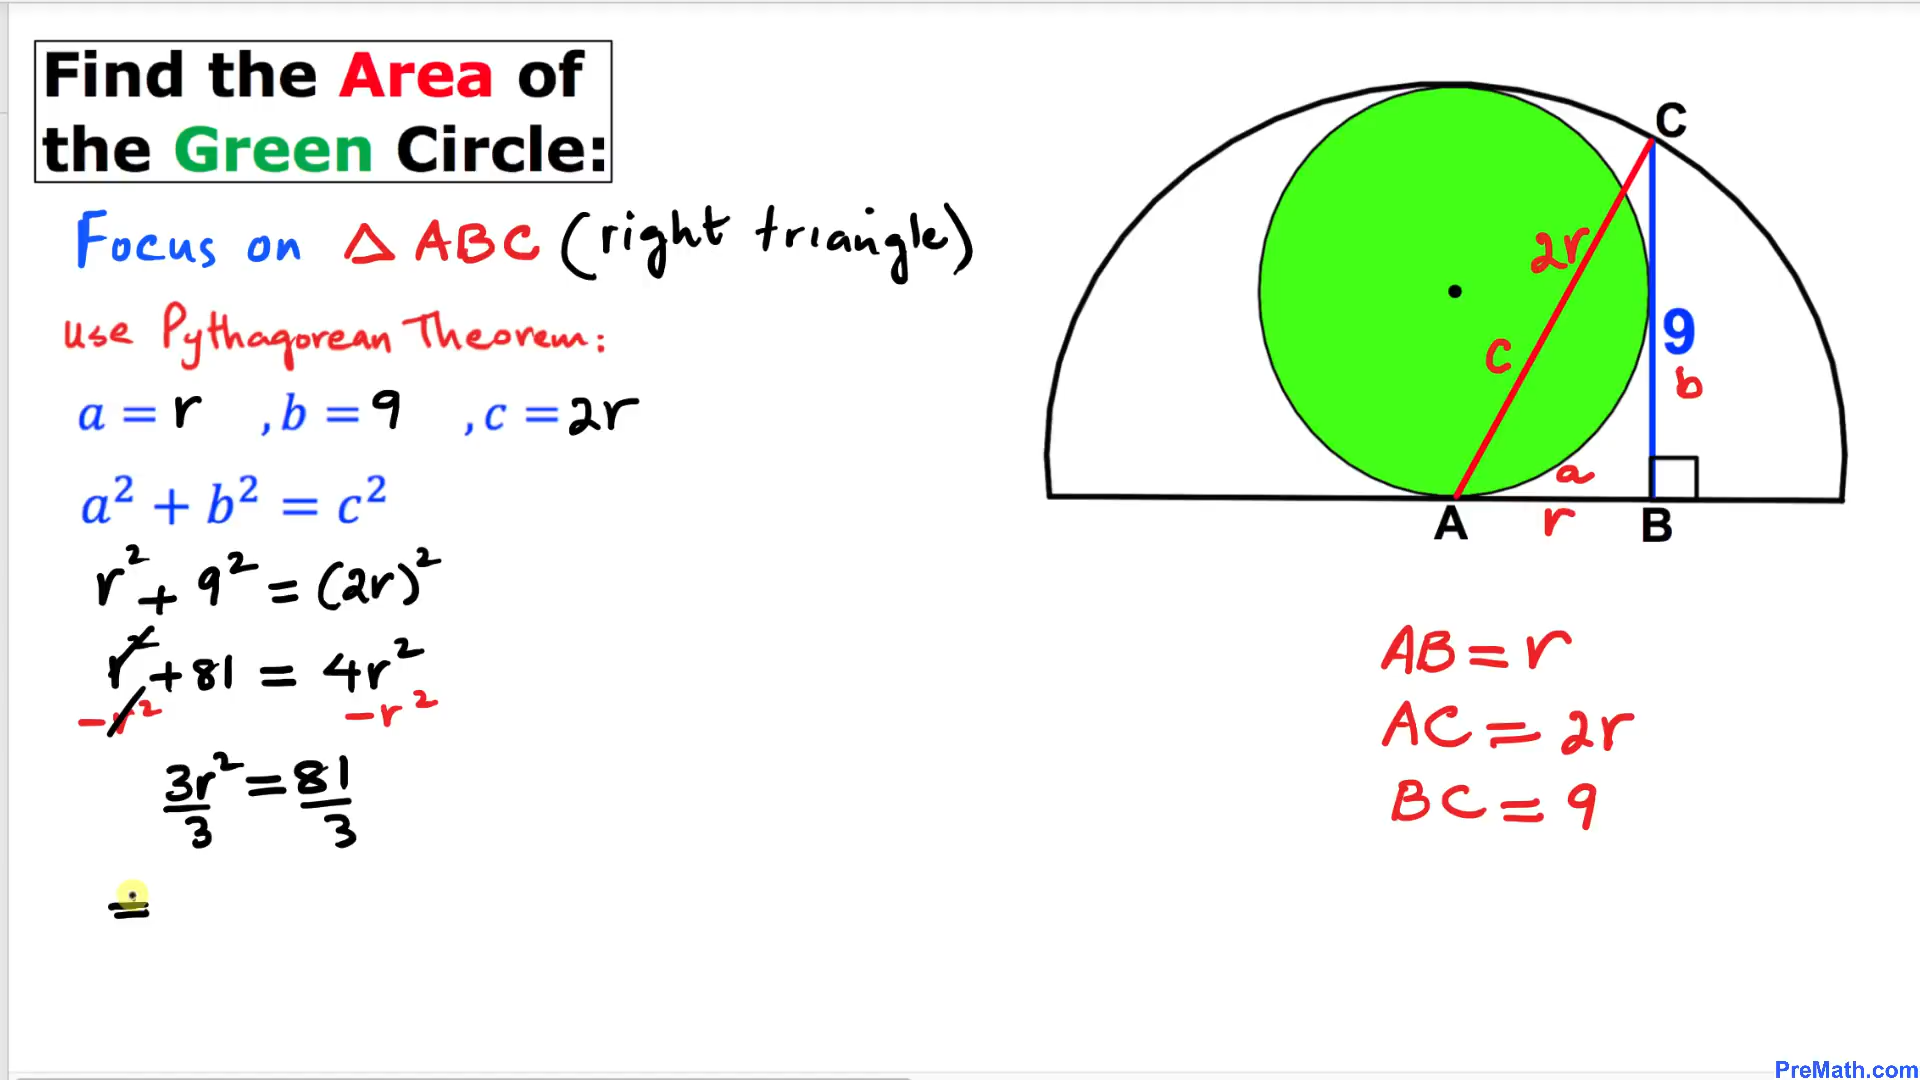 Find the Area of
the Green Circle:
Focus on △ ABC (right triangle)
use Pythagorean Theorem:
a = r , b = 9 , c = 2r
a² + b² = c²
r² + 9² = (2r)²
r² + 81 = 4r²
-r² -r²
3r² = 81
3 3
=
C
2r
9
c
b
a
A r B
AB = r
AC = 2r
BC = 9
PreMath.com